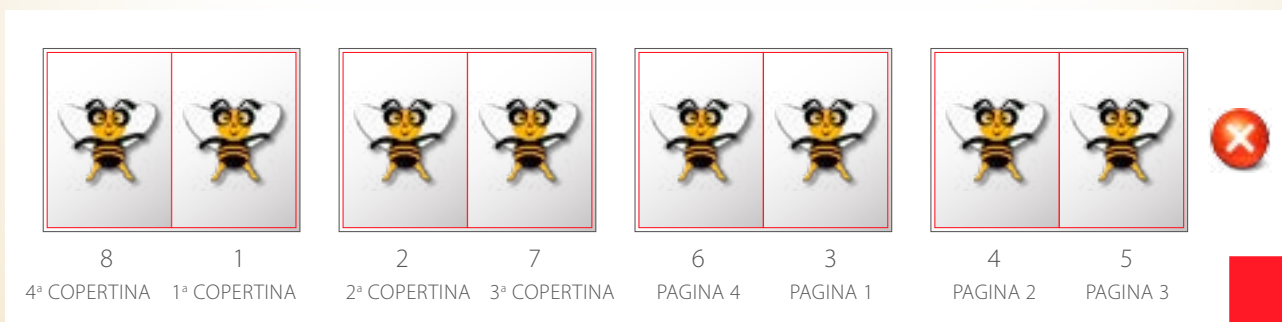 8 1 2 7 6 3 4 5
4ª COPERTINA 1ª COPERTINA 2ª COPERTINA 3ª COPERTINA PAGINA 4 PAGINA 1 PAGINA 2 PAGINA 3